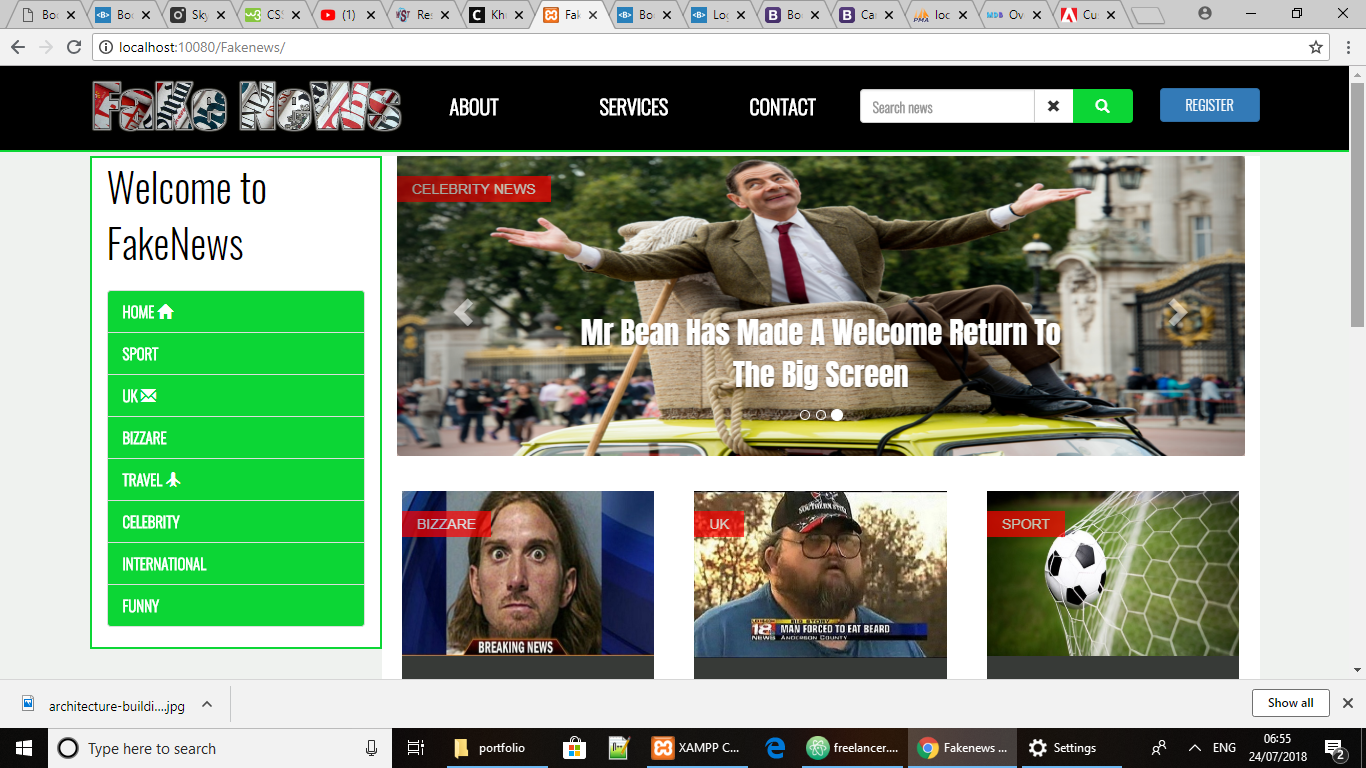 Boo
Boo
Sky
CSS
(1)
Res
Kh
Fak
Boo
Log
Bo
Ca
loc
Ov
Cu
localhost:10080/Fakenews/
FaKe NeWs
ABOUT
SERVICES
CONTACT
Search news
REGISTER
Welcome to
FakeNews
HOME
SPORT
UK
BIZZARE
TRAVEL
CELEBRITY
INTERNATIONAL
FUNNY
CELEBRITY NEWS
Mr Bean Has Made A Welcome Return To
The Big Screen
BIZZARE
BREAKING NEWS
UK
18
NEWS
BIG STORY
MAN FORCED TO EAT BEARD
ANDERSON COUNTY
SPORT
architecture-buildi....jpg
Show all
Type here to search
portfolio
XAMPP C...
freelancer....
Fakenews ...
Settings
ENG
06:55
24/07/2018
2